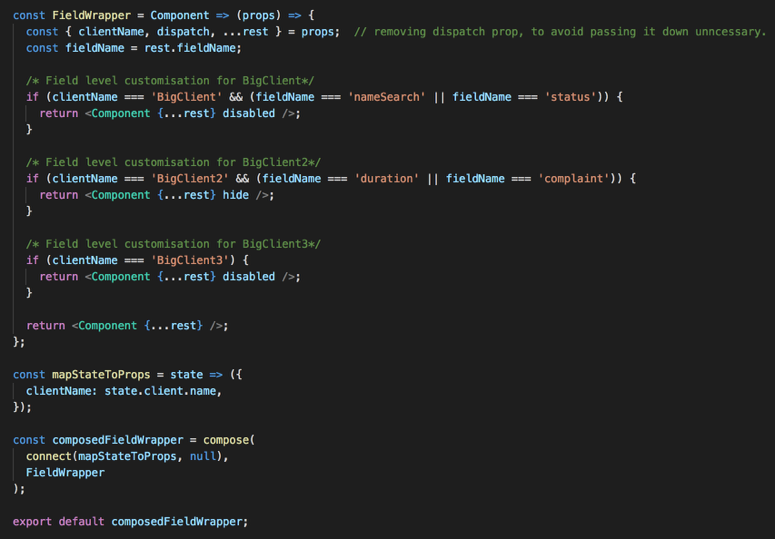 const FieldWrapper = Component => (props) => {
const { clientName, dispatch, ...rest } = props;  // removing dispatch prop, to avoid passing it down unncessary.
const fieldName = rest.fieldName;
/* Field level customisation for BigClient*/
if (clientName === 'BigClient' && (fieldName === 'nameSearch' || fieldName === 'status')) {
return <Component {...rest} disabled />;
}
/* Field level customisation for BigClient2*/
if (clientName === 'BigClient2' && (fieldName === 'duration' || fieldName === 'complaint')) {
return <Component {...rest} hide />;
}
/* Field level customisation for BigClient3*/
if (clientName === 'BigClient3') {
return <Component {...rest} disabled />;
}
return <Component {...rest} />;
};
const mapStateToProps = state => ({
clientName: state.client.name,
});
const composedFieldWrapper = compose(
connect(mapStateToProps, null),
FieldWrapper
);
export default composedFieldWrapper;